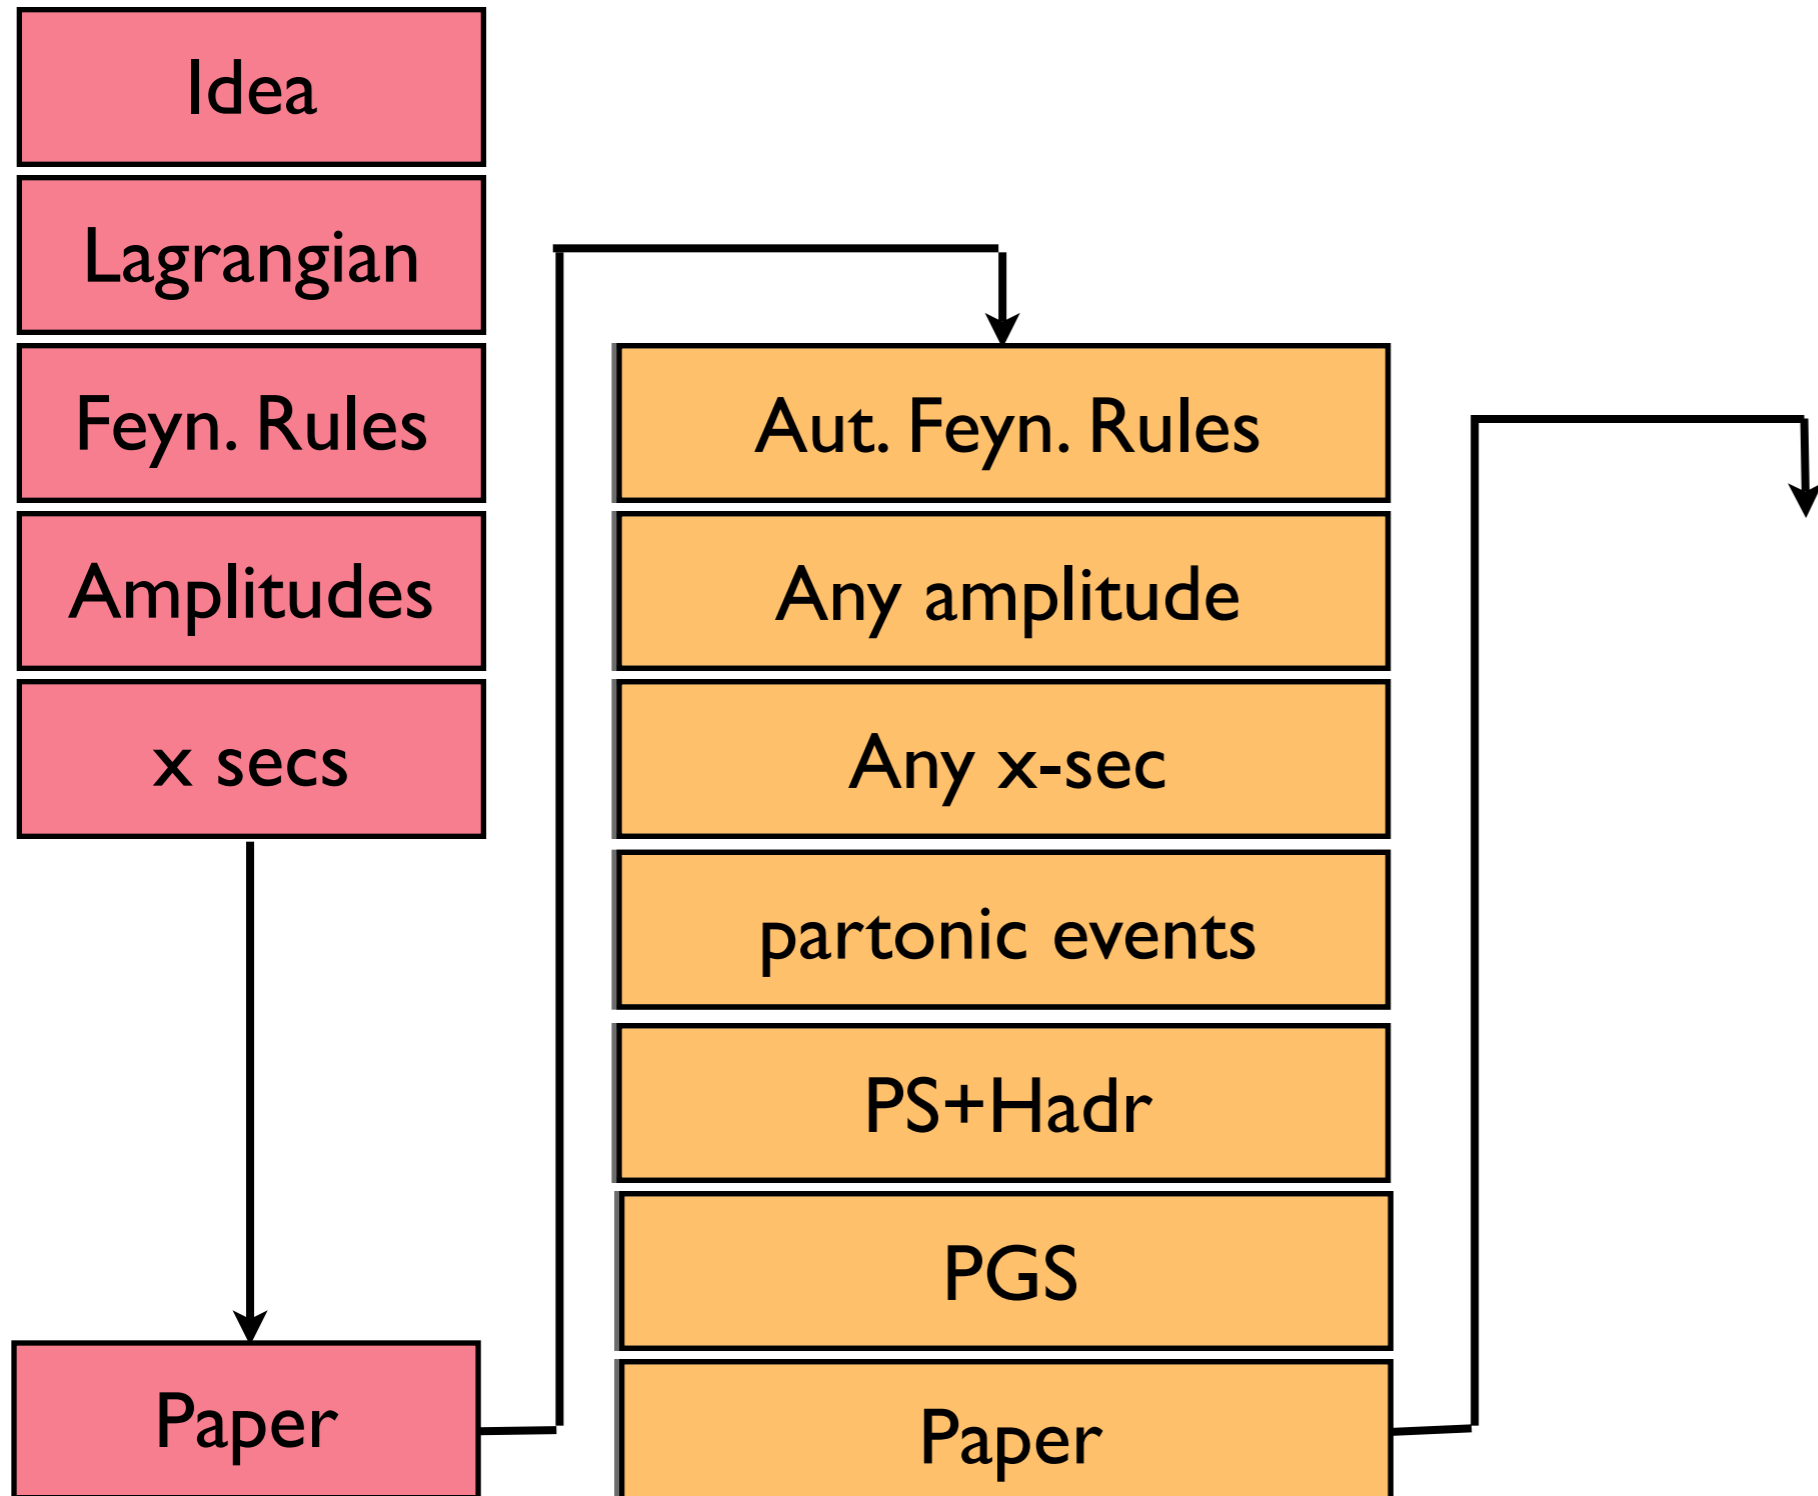 Idea
Lagrangian
Feyn. Rules
Amplitudes
x secs
Paper
Aut. Feyn. Rules
Any amplitude
Any x-sec
partonic events
PS+Hadr
PGS
Paper